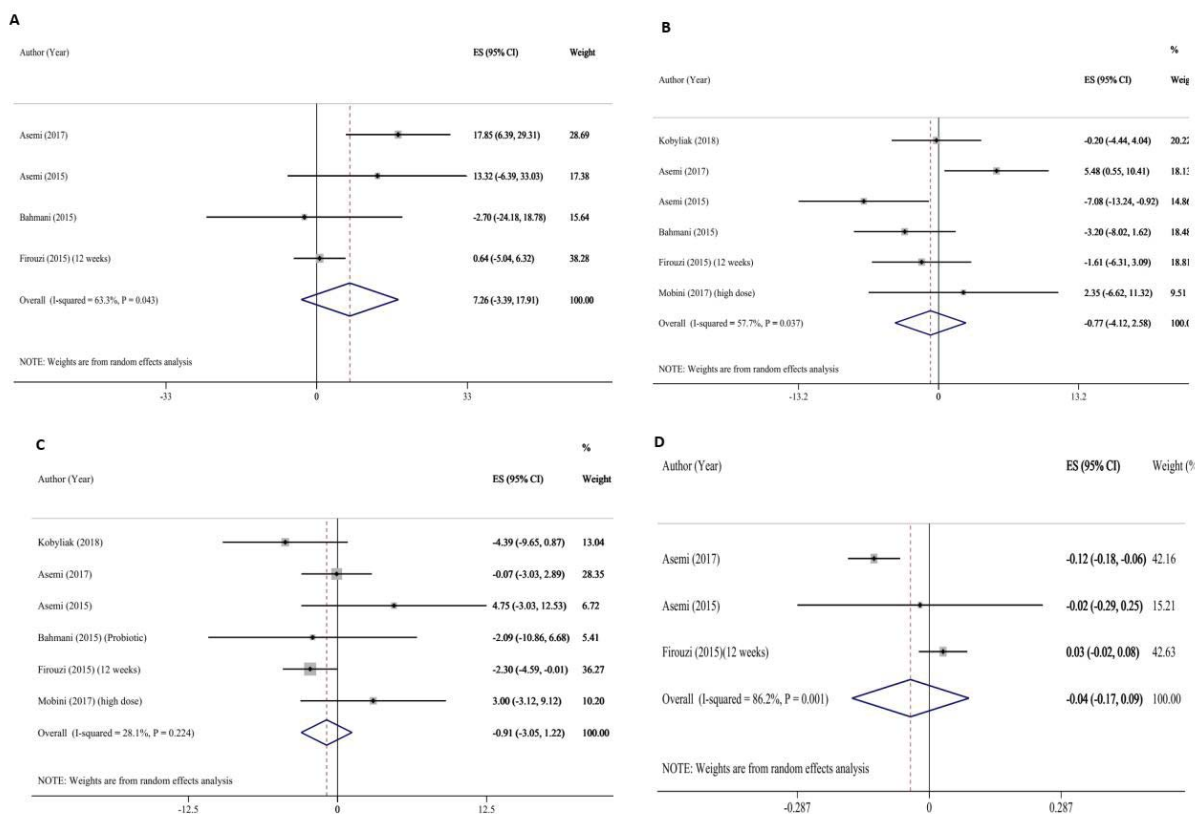 A
Author (Year) ES (95% CI) Weight
Asemi (2017) 17.85 (6.39, 29.31) 28.69
Asemi (2015) 13.32 (-6.39, 33.03) 17.38
Bahmani (2015) -2.70 (-24.18, 18.78) 15.64
Firouzi (2015) (12 weeks) 0.64 (-5.04, 6.32) 38.28
Overall (I-squared = 63.3%, P = 0.043) 7.26 (-3.39, 17.91) 100.00
NOTE: Weights are from random effects analysis
-33 0 33
B
%
Author (Year) ES (95% CI) Weig
Kobyliak (2018) -0.20 (-4.44, 4.04) 20.22
Asemi (2017) 5.48 (0.55, 10.41) 18.13
Asemi (2015) -7.08 (-13.24, -0.92) 14.86
Bahmani (2015) -3.20 (-8.02, 1.62) 18.48
Firouzi (2015) (12 weeks) -1.61 (-6.31, 3.09) 18.81
Mobini (2017) (high dose) 2.35 (-6.62, 11.32) 9.51
Overall (I-squared = 57.7%, P = 0.037) -0.77 (-4.12, 2.58) 100.0
NOTE: Weights are from random effects analysis
-13.2 0 13.2
C
%
Author (Year) ES (95% CI) Weight
Kobyliak (2018) -4.39 (-9.65, 0.87) 13.04
Asemi (2017) -0.07 (-3.03, 2.89) 28.35
Asemi (2015) 4.75 (-3.03, 12.53) 6.72
Bahmani (2015) (Probiotic) -2.09 (-10.86, 6.68) 5.41
Firouzi (2015) (12 weeks) -2.30 (-4.59, -0.01) 36.27
Mobini (2017) (high dose) 3.00 (-3.12, 9.12) 10.20
Overall (I-squared = 28.1%, P = 0.224) -0.91 (-3.05, 1.22) 100.00
NOTE: Weights are from random effects analysis
-12.5 0 12.5
D
Author (Year) ES (95% CI) Weight (%
Asemi (2017) -0.12 (-0.18, -0.06) 42.16
Asemi (2015) -0.02 (-0.29, 0.25) 15.21
Firouzi (2015)(12 weeks) 0.03 (-0.02, 0.08) 42.63
Overall (I-squared = 86.2%, P = 0.001) -0.04 (-0.17, 0.09) 100.00
NOTE: Weights are from random effects analysis
-0.287 0 0.287